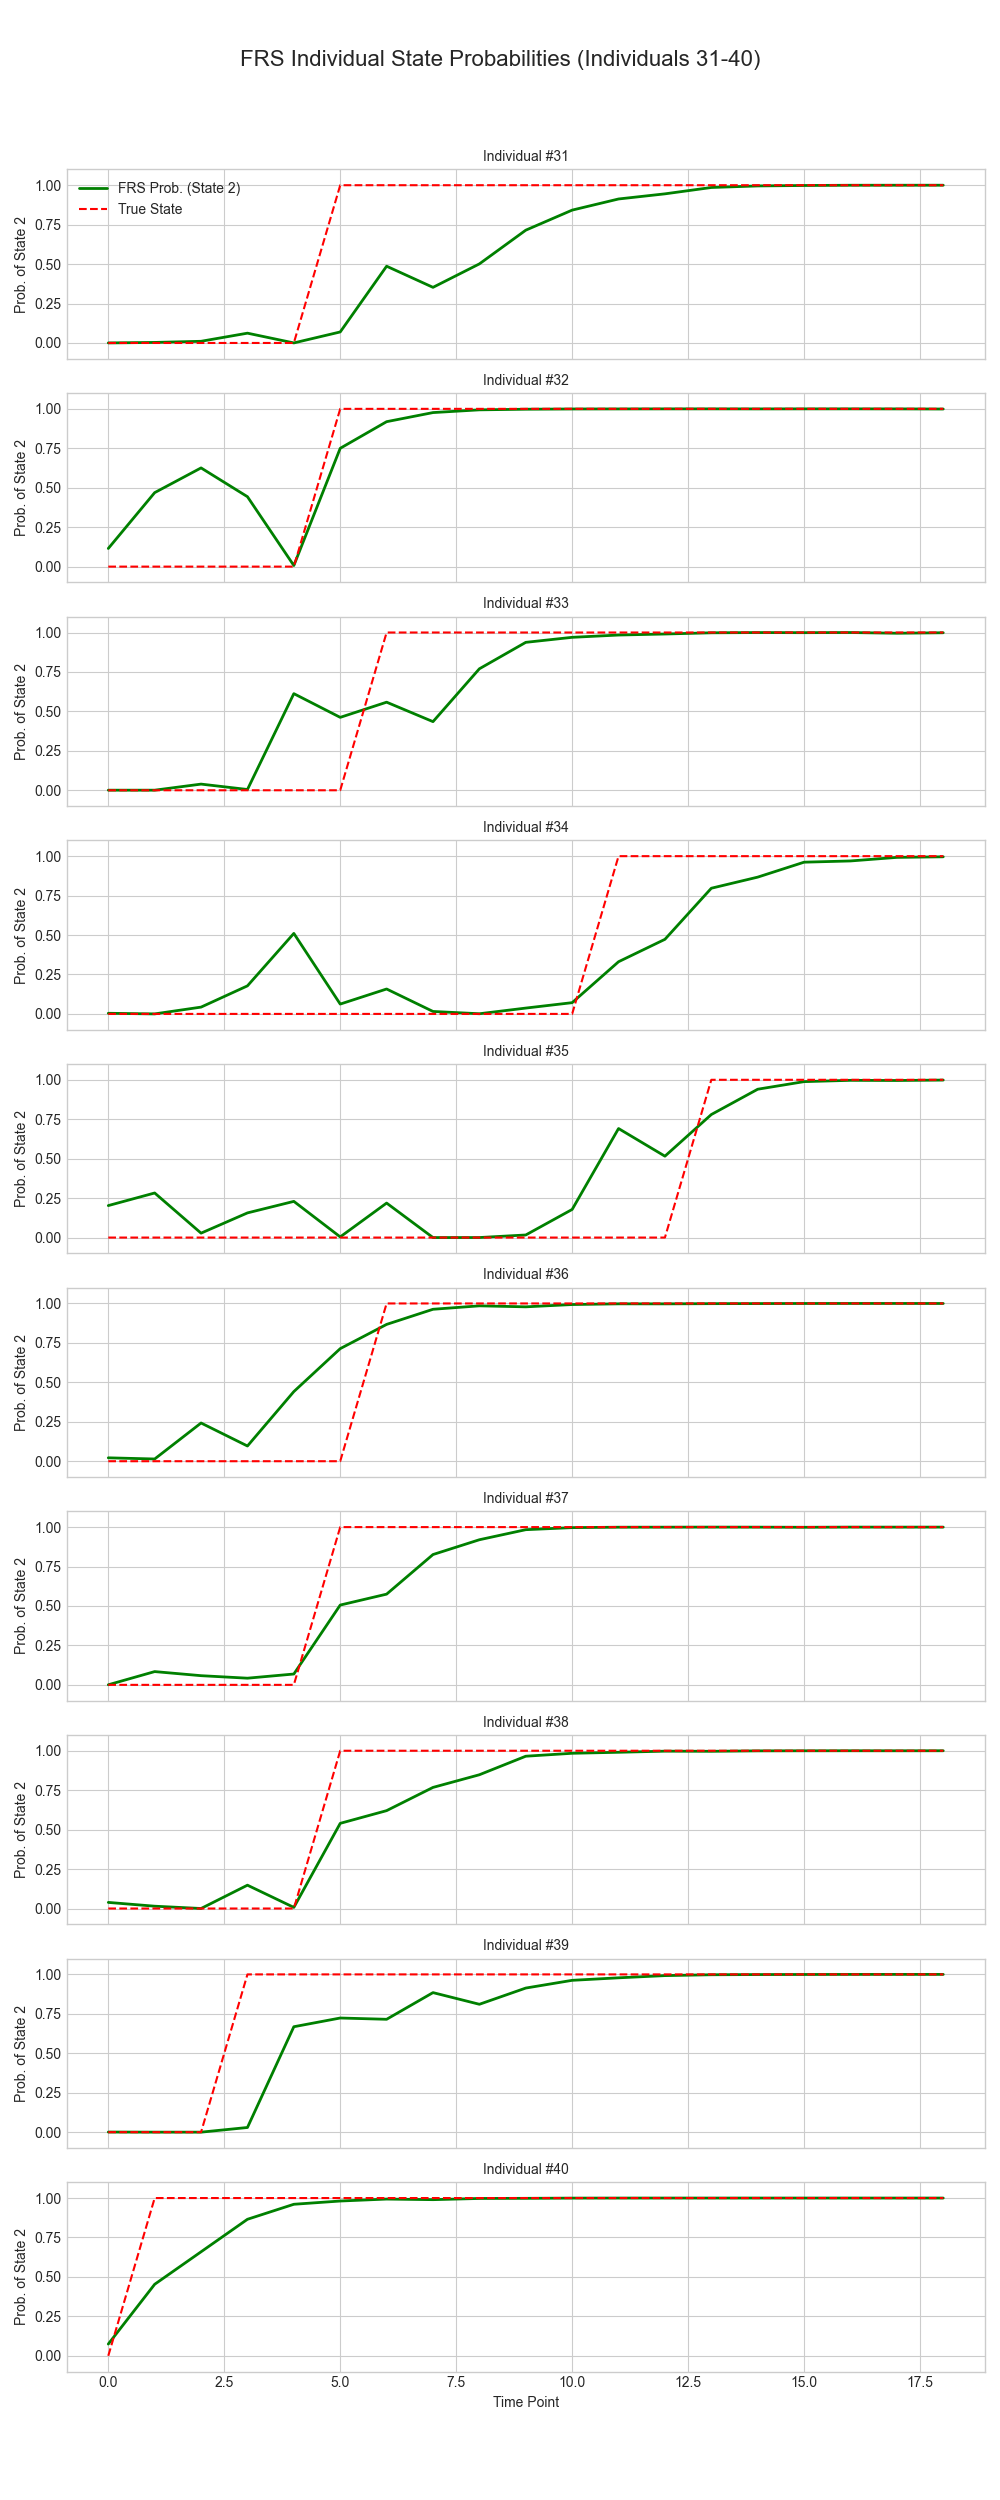 FRS Individual State Probabilities (Individuals 31-40)
Individual #31
FRS Prob. (State 2)
True State
Prob. of State 2
1.00
0.75
0.50
0.25
0.00
Individual #32
Prob. of State 2
1.00
0.75
0.50
0.25
0.00
Individual #33
Prob. of State 2
1.00
0.75
0.50
0.25
0.00
Individual #34
Prob. of State 2
1.00
0.75
0.50
0.25
0.00
Individual #35
Prob. of State 2
1.00
0.75
0.50
0.25
0.00
Individual #36
Prob. of State 2
1.00
0.75
0.50
0.25
0.00
Individual #37
Prob. of State 2
1.00
0.75
0.50
0.25
0.00
Individual #38
Prob. of State 2
1.00
0.75
0.50
0.25
0.00
Individual #39
Prob. of State 2
1.00
0.75
0.50
0.25
0.00
Individual #40
Prob. of State 2
1.00
0.75
0.50
0.25
0.00
0.0 2.5 5.0 7.5 10.0 12.5 15.0 17.5
Time Point